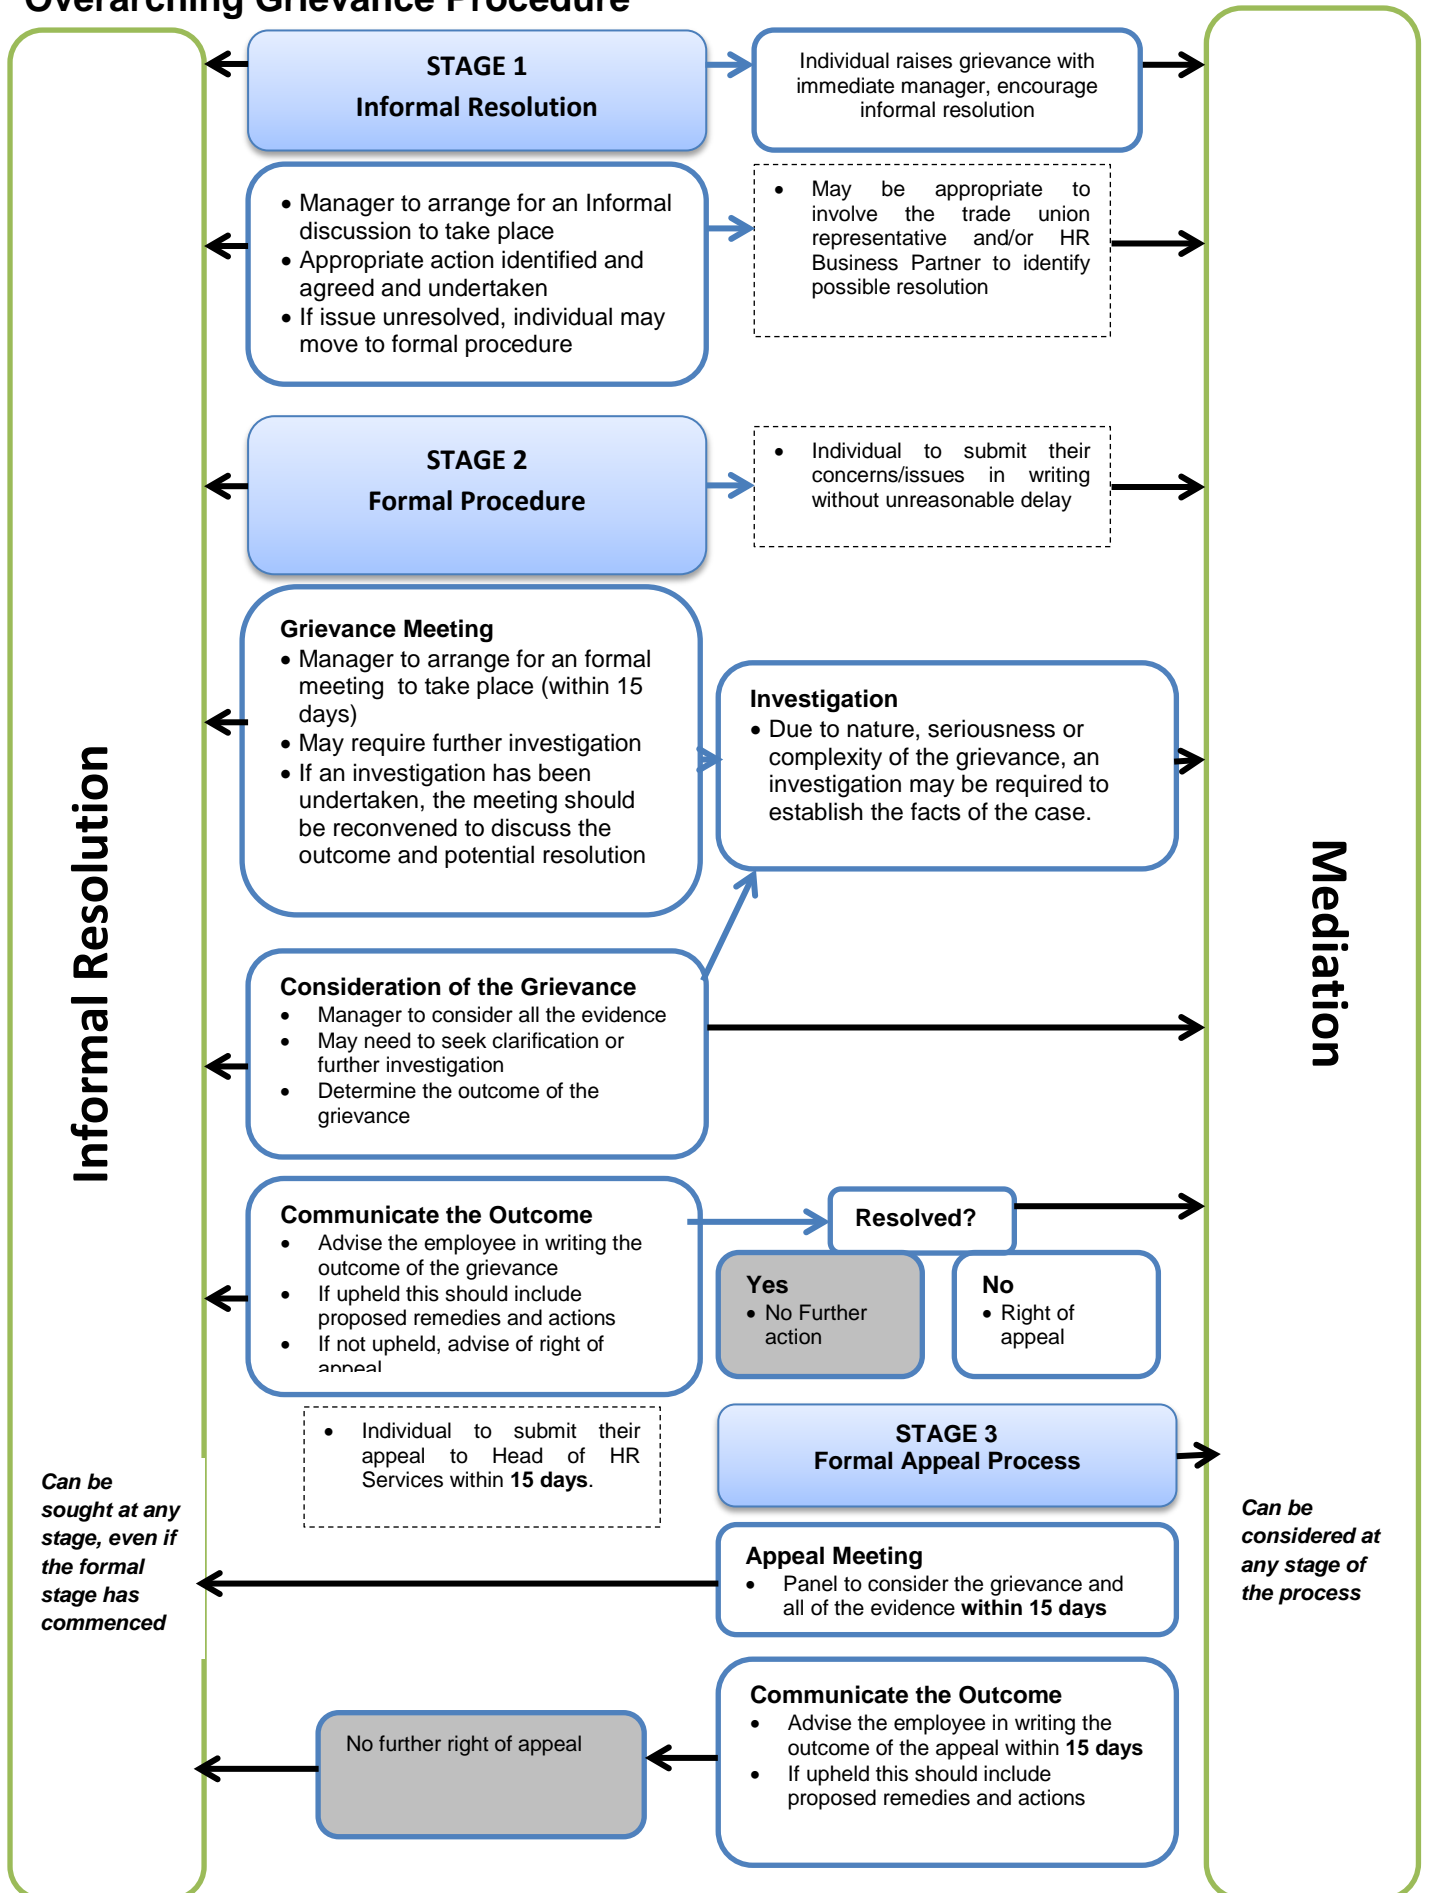 Overarching Grievance Procedure
STAGE 1
Informal Resolution
Individual raises grievance with
immediate manager, encourage
informal resolution
• Manager to arrange for an Informal
discussion to take place
• Appropriate action identified and
agreed and undertaken
• If issue unresolved, individual may
move to formal procedure
• May be appropriate to
involve the trade union
representative and/or HR
Business Partner to identify
possible resolution
STAGE 2
Formal Procedure
• Individual to submit their
concerns/issues in writing
without unreasonable delay
Grievance Meeting
• Manager to arrange for an formal
meeting to take place (within 15
days)
• May require further investigation
• If an investigation has been
undertaken, the meeting should
be reconvened to discuss the
outcome and potential resolution
Investigation
• Due to nature, seriousness or
complexity of the grievance, an
investigation may be required to
establish the facts of the case.
Consideration of the Grievance
• Manager to consider all the evidence
• May need to seek clarification or
further investigation
• Determine the outcome of the
grievance
Communicate the Outcome
• Advise the employee in writing the
outcome of the grievance
• If upheld this should include
proposed remedies and actions
• If not upheld, advise of right of
appeal
Resolved?
Yes
• No Further
action
No
• Right of
appeal
• Individual to submit their
appeal to Head of HR
Services within 15 days.
STAGE 3
Formal Appeal Process
Appeal Meeting
• Panel to consider the grievance and
all of the evidence within 15 days
Communicate the Outcome
• Advise the employee in writing the
outcome of the appeal within 15 days
• If upheld this should include
proposed remedies and actions
No further right of appeal
Informal Resolution
Can be
sought at any
stage, even if
the formal
stage has
commenced
Mediation
Can be
considered at
any stage of
the process